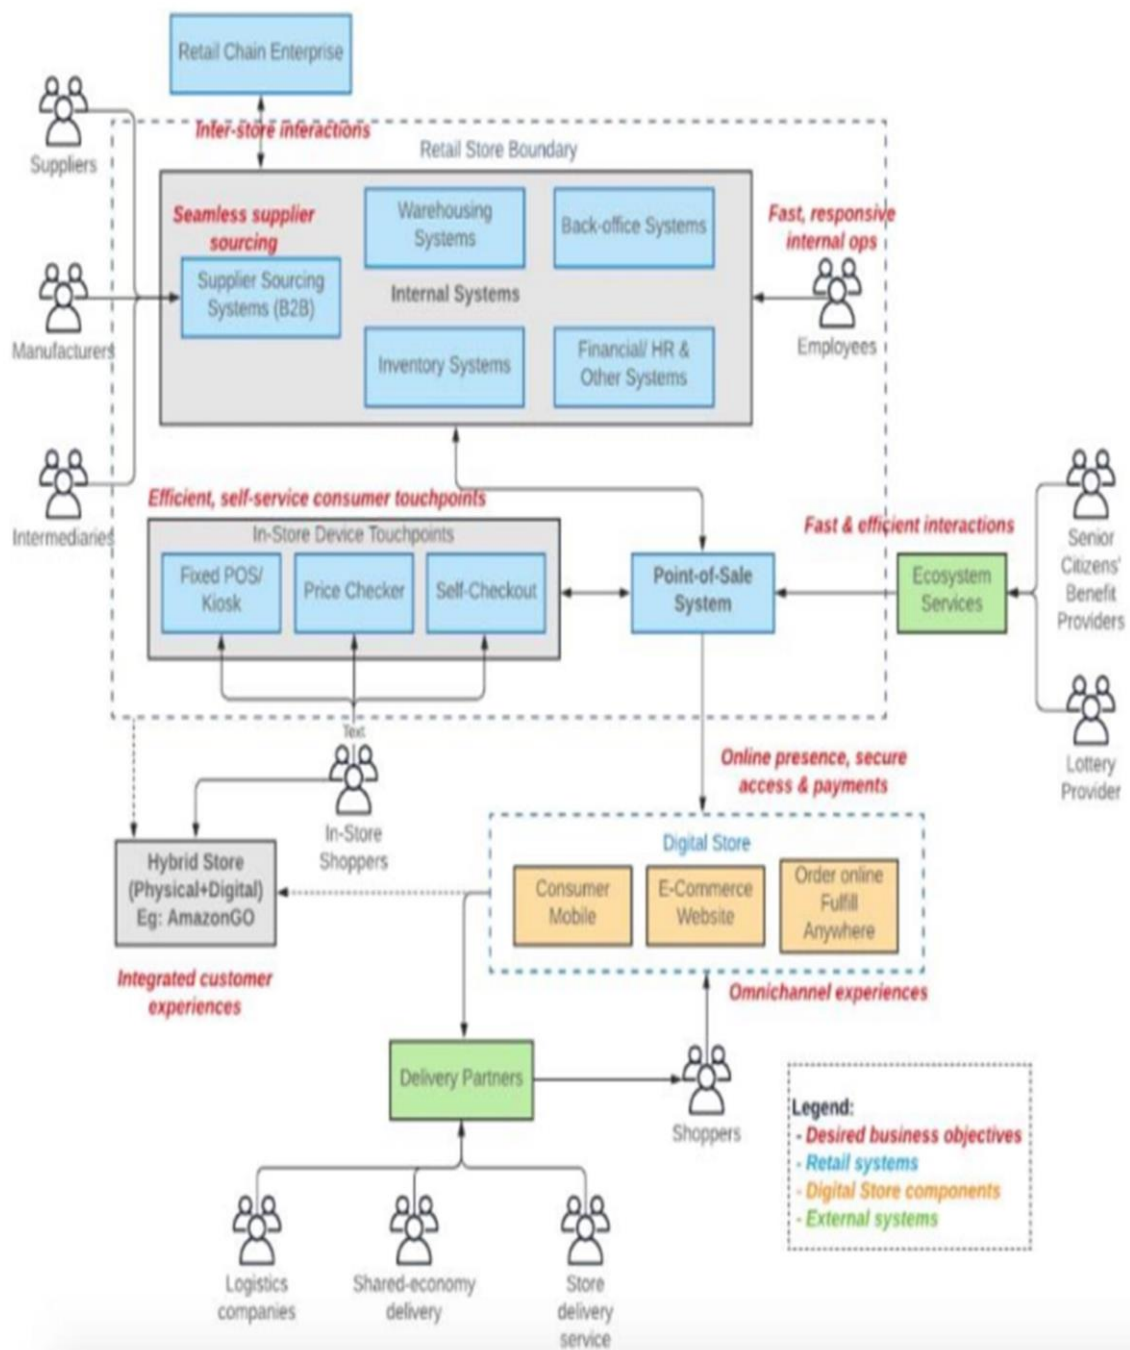 Retail Chain Enterprise
Suppliers
Inter-store interactions
Retail Store Boundary
Seamless supplier
sourcing
Warehousing
Systems
Back-office Systems
Fast, responsive
internal ops
Supplier Sourcing
Systems (B2B)
Internal Systems
Manufacturers
Employees
Inventory Systems
Financial/ HR &
Other Systems
Intermediaries
Efficient, self-service consumer touchpoints
In-Store Device Touchpoints
Fixed POS/
Kiosk
Price Checker
Self-Checkout
Point-of-Sale
System
Fast & efficient interactions
Ecosystem
Services
Senior
Citizens'
Benefit
Providers
Lottery
Provider
Text
In-Store
Shoppers
Online presence, secure
access & payments
Hybrid Store
(Physical+Digital)
Eg: AmazonGO
Integrated customer
experiences
Digital Store
Consumer
Mobile
E-Commerce
Website
Order online
Fulfill
Anywhere
Omnichannel experiences
Delivery Partners
Shoppers
Logistics
companies
Shared-economy
delivery
Store
delivery
service
Legend:
- Desired business objectives
- Retail systems
- Digital Store components
- External systems